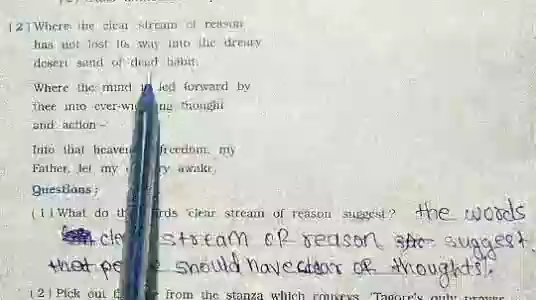 [2] Where the clear stream of reason
has not lost its way into the dreary
desert sand of dead habit.
Where the mind led forward by
thee into ever-wi ing thought
and action -
Into that heaven freedom, my
Father, let my ry awake.
Questions ;
(1) What do th rds 'clear stream of reason suggest? the words
cle stream of reason suggest
that pe should have clear of thoughts.
(2) Pick out from the stanza which conveys 'Tagore's only prayer